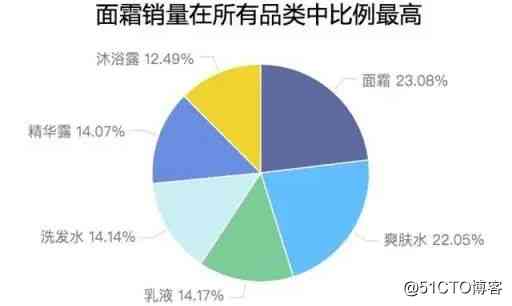 面霜销量在所有品类中比例最高
沐浴露 12.49%
面霜 23.08%
精华露 14.07%
洗发水 14.14%
爽肤水 22.05%
乳液 14.17%
@51CTO博客